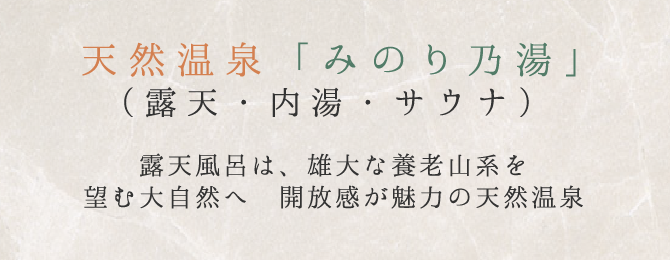 天然温泉「みのり乃湯」
（露天・内湯・サウナ）
露天風呂は、雄大な養老山系を
望む大自然へ　開放感が魅力の天然温泉